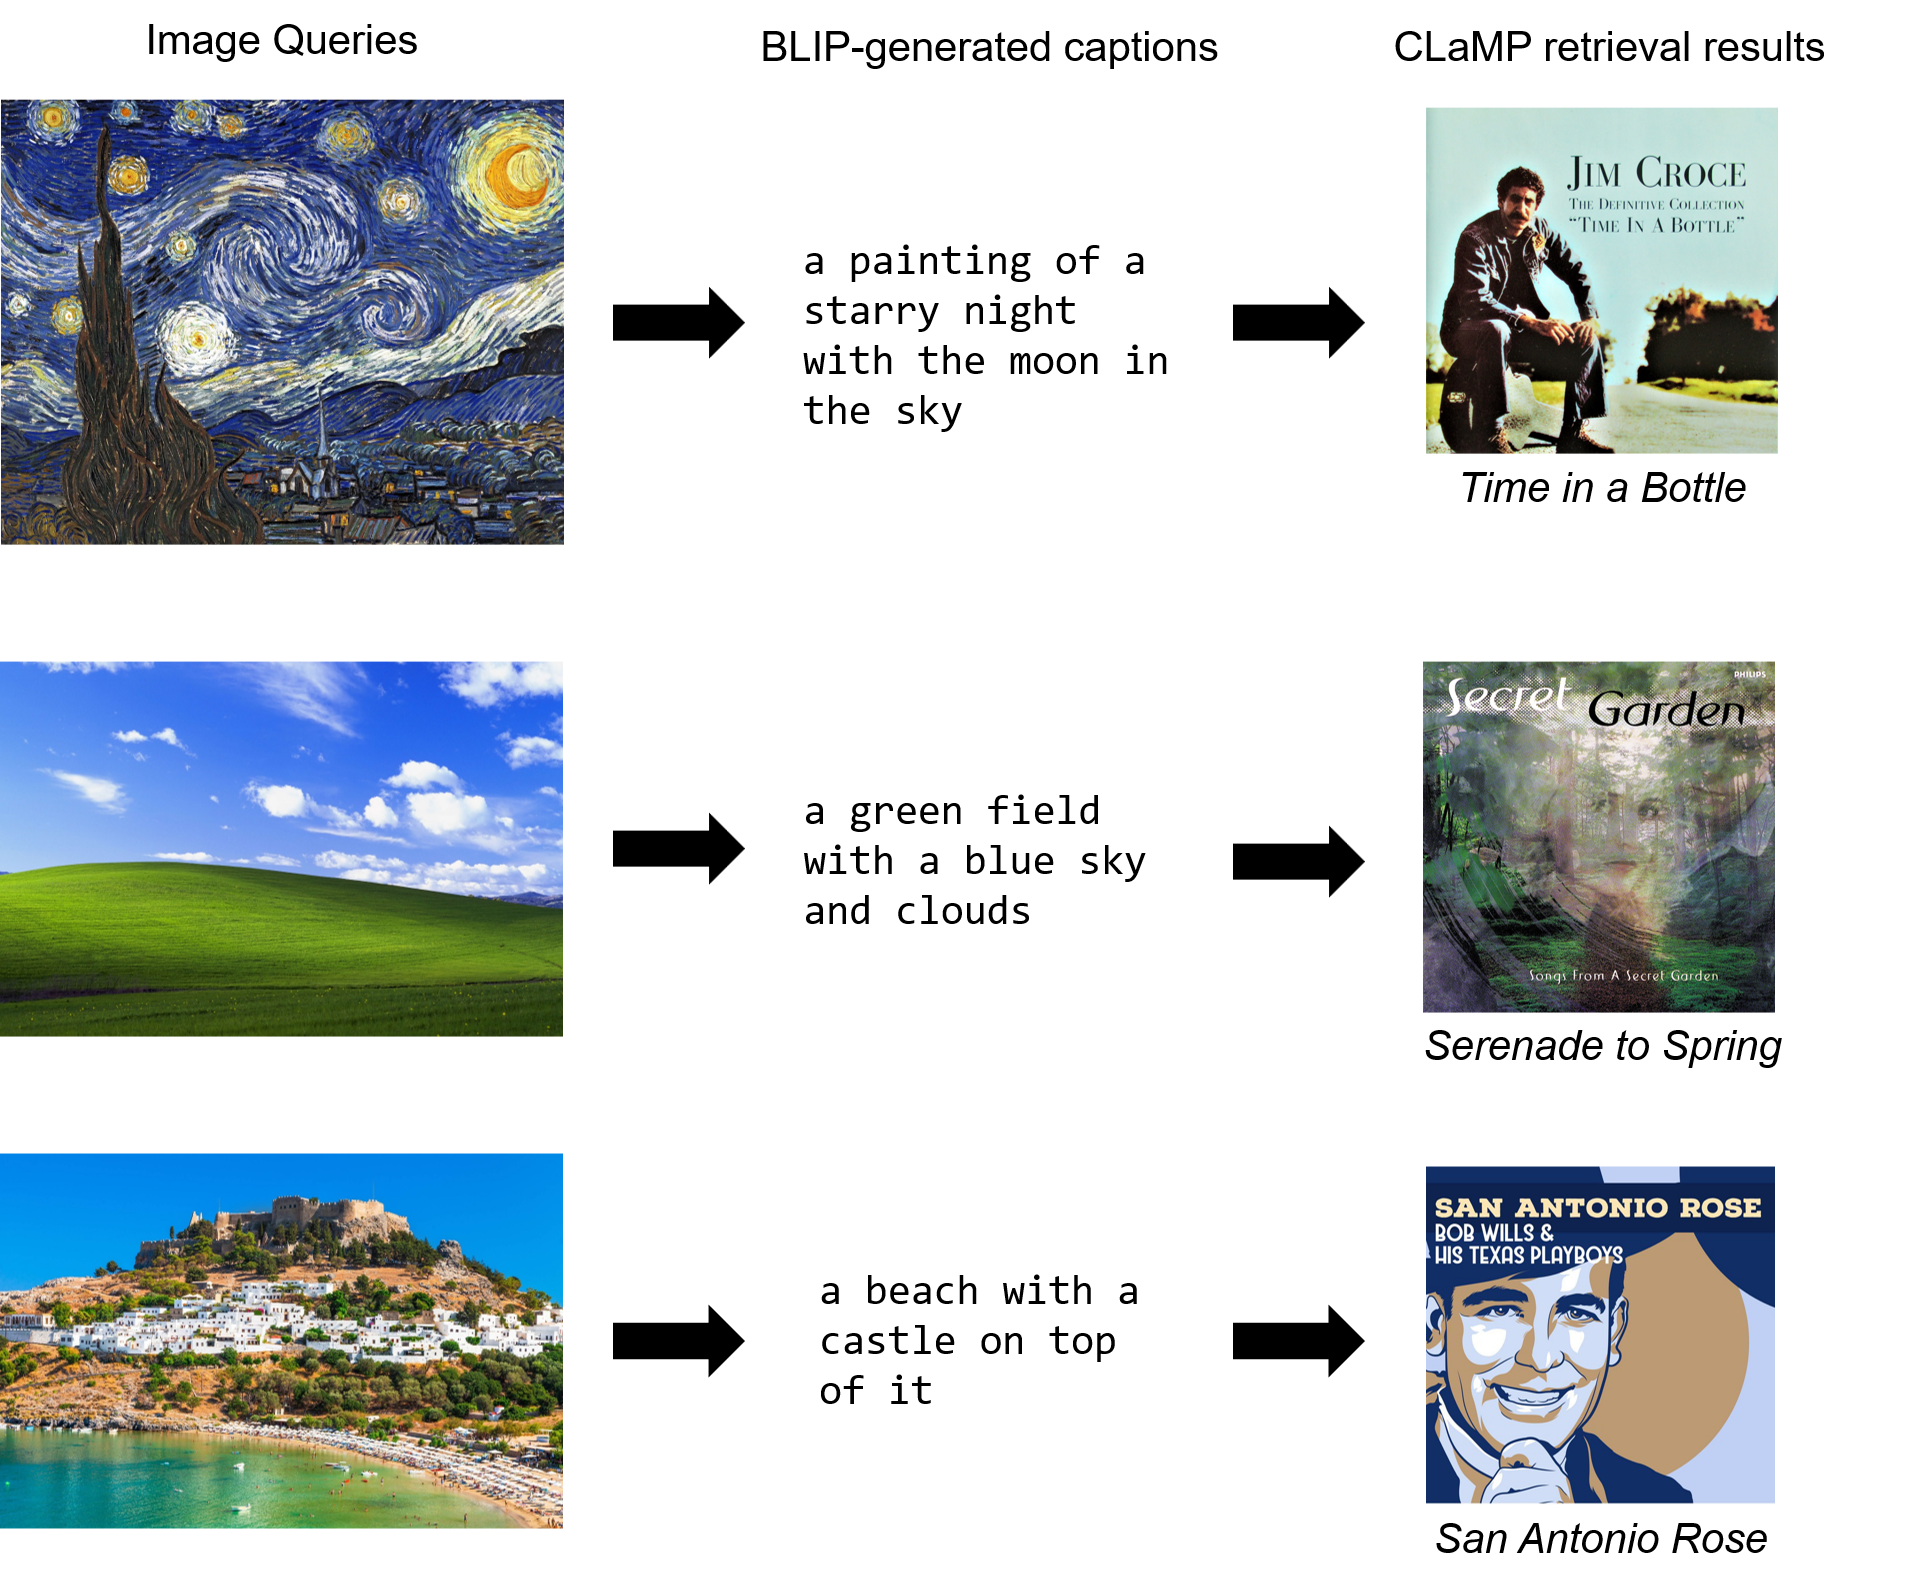 Image Queries
BLIP-generated captions
CLaMP retrieval results
a painting of a
starry night
with the moon in
the sky
JIM CROCE
THE DEFINITIVE COLLECTION
"TIME IN A BOTTLE"
Time in a Bottle
a green field
with a blue sky
and clouds
PHILIPS
Secret Garden
Songs From A Secret Garden
Serenade to Spring
a beach with a
castle on top
of it
SAN ANTONIO ROSE
BOB WILLS &
HIS TEXAS PLAYBOYS
San Antonio Rose